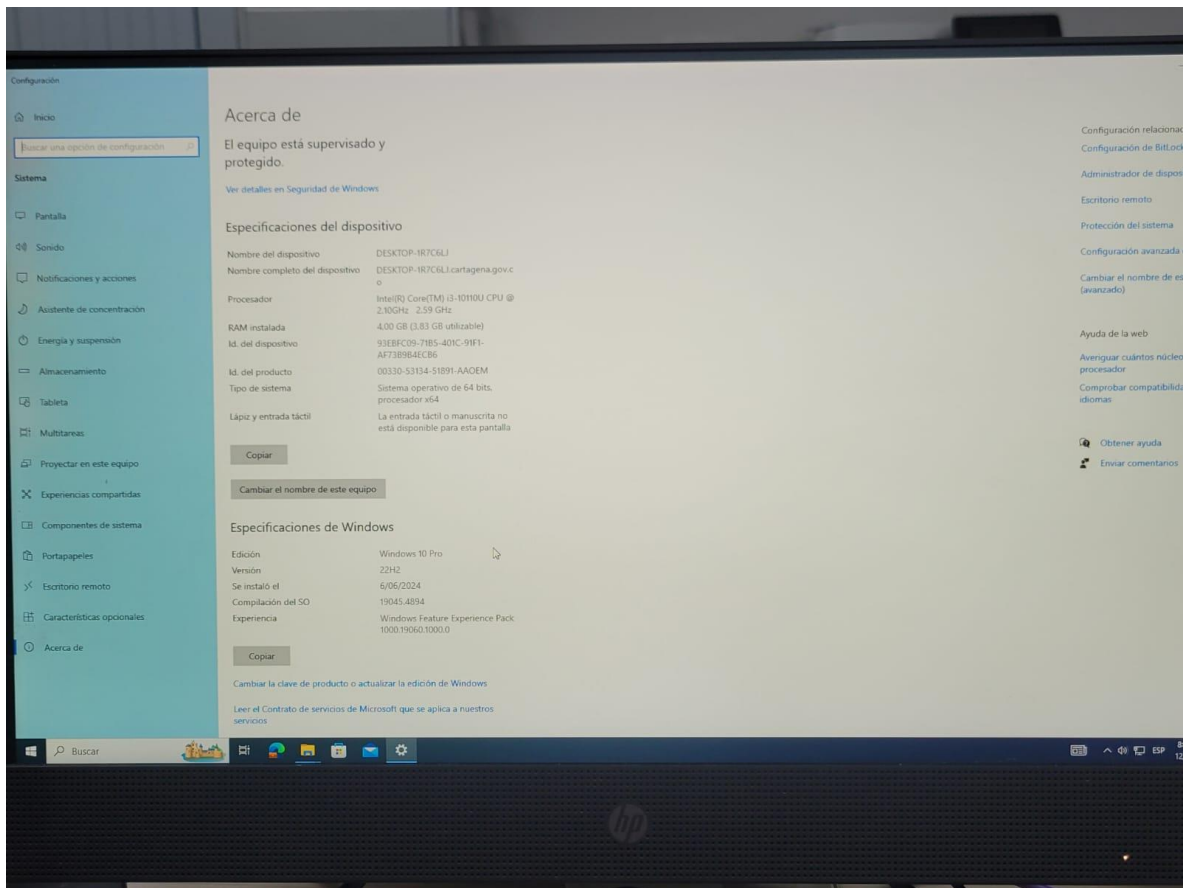 Configuración
Inicio
Buscar una opción de configuración
Sistema
Pantalla
Sonido
Notificaciones y acciones
Asistente de concentración
Energía y suspensión
Almacenamiento
Tableta
Multitareas
Proyectar en este equipo
Experiencias compartidas
Componentes de sistema
Portapapeles
Escritorio remoto
Características opcionales
Acerca de
Acerca de
El equipo está supervisado y
protegido.
Ver detalles en Seguridad de Windows
Especificaciones del dispositivo
Nombre del dispositivo DESKTOP-1R7C6LJ
Nombre completo del dispositivo DESKTOP-1R7C6LJ.cartagena.gov.c
o
Procesador Intel(R) Core(TM) i3-10110U CPU @
2.10GHz 2.59 GHz
RAM instalada 4,00 GB (3,83 GB utilizable)
Id. del dispositivo 93EBFC09-71B5-401C-91F1-
AF73B9B4ECB6
Id. del producto 00330-53134-51891-AAOEM
Tipo de sistema Sistema operativo de 64 bits,
procesador x64
Lápiz y entrada táctil La entrada táctil o manuscrita no
está disponible para esta pantalla
Copiar
Cambiar el nombre de este equipo
Especificaciones de Windows
Edición Windows 10 Pro
Versión 22H2
Se instaló el 6/06/2024
Compilación del SO 19045.4894
Experiencia Windows Feature Experience Pack
1000.19060.1000.0
Copiar
Cambiar la clave de producto o actualizar la edición de Windows
Leer el Contrato de servicios de Microsoft que se aplica a nuestros
servicios
Configuración relacionad
Configuración de BitLock
Administrador de dispos
Escritorio remoto
Protección del sistema
Configuración avanzada
Cambiar el nombre de es
(avanzado)
Ayuda de la web
Averiguar cuántos núcleo
procesador
Comprobar compatibilida
idiomas
Obtener ayuda
Enviar comentarios
Buscar
ESP
hp